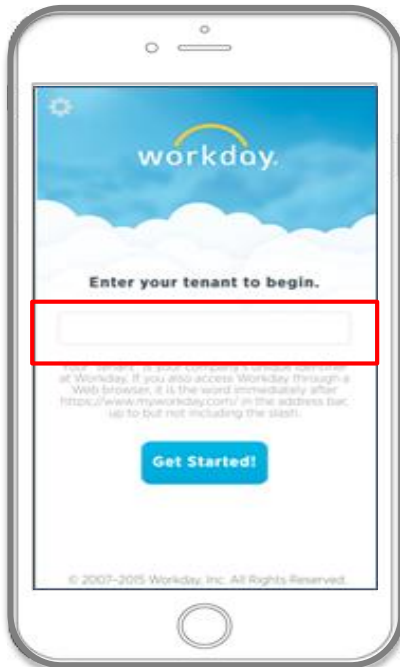 workday.
Enter your tenant to begin.
Your "tenant" is your company's unique identifier
at Workday. If you also access Workday through a
Web browser, it is the word immediately after
https://www.myworkday.com/ in the address bar,
up to but not including the slash.
Get Started!
© 2007-2015 Workday, Inc. All Rights Reserved.